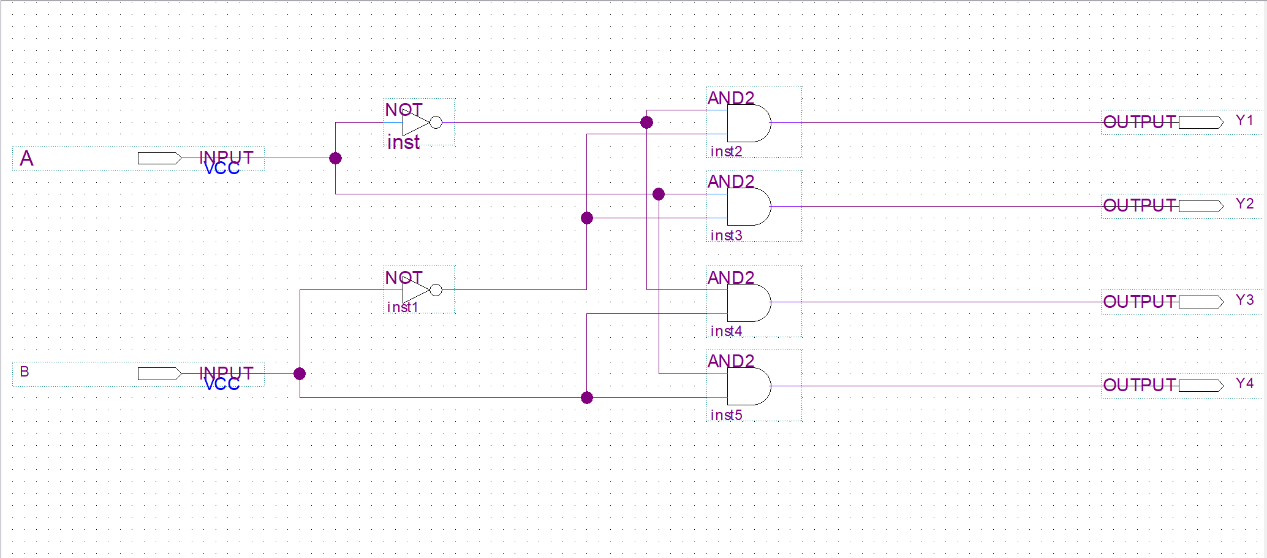 AND2
NOT
OUTPUT
Y1
inst
inst2
A
INPUT
VCC
AND2
OUTPUT
Y2
inst3
NOT
AND2
inst1
OUTPUT
Y3
inst4
AND2
B
INPUT
VCC
OUTPUT
Y4
inst5